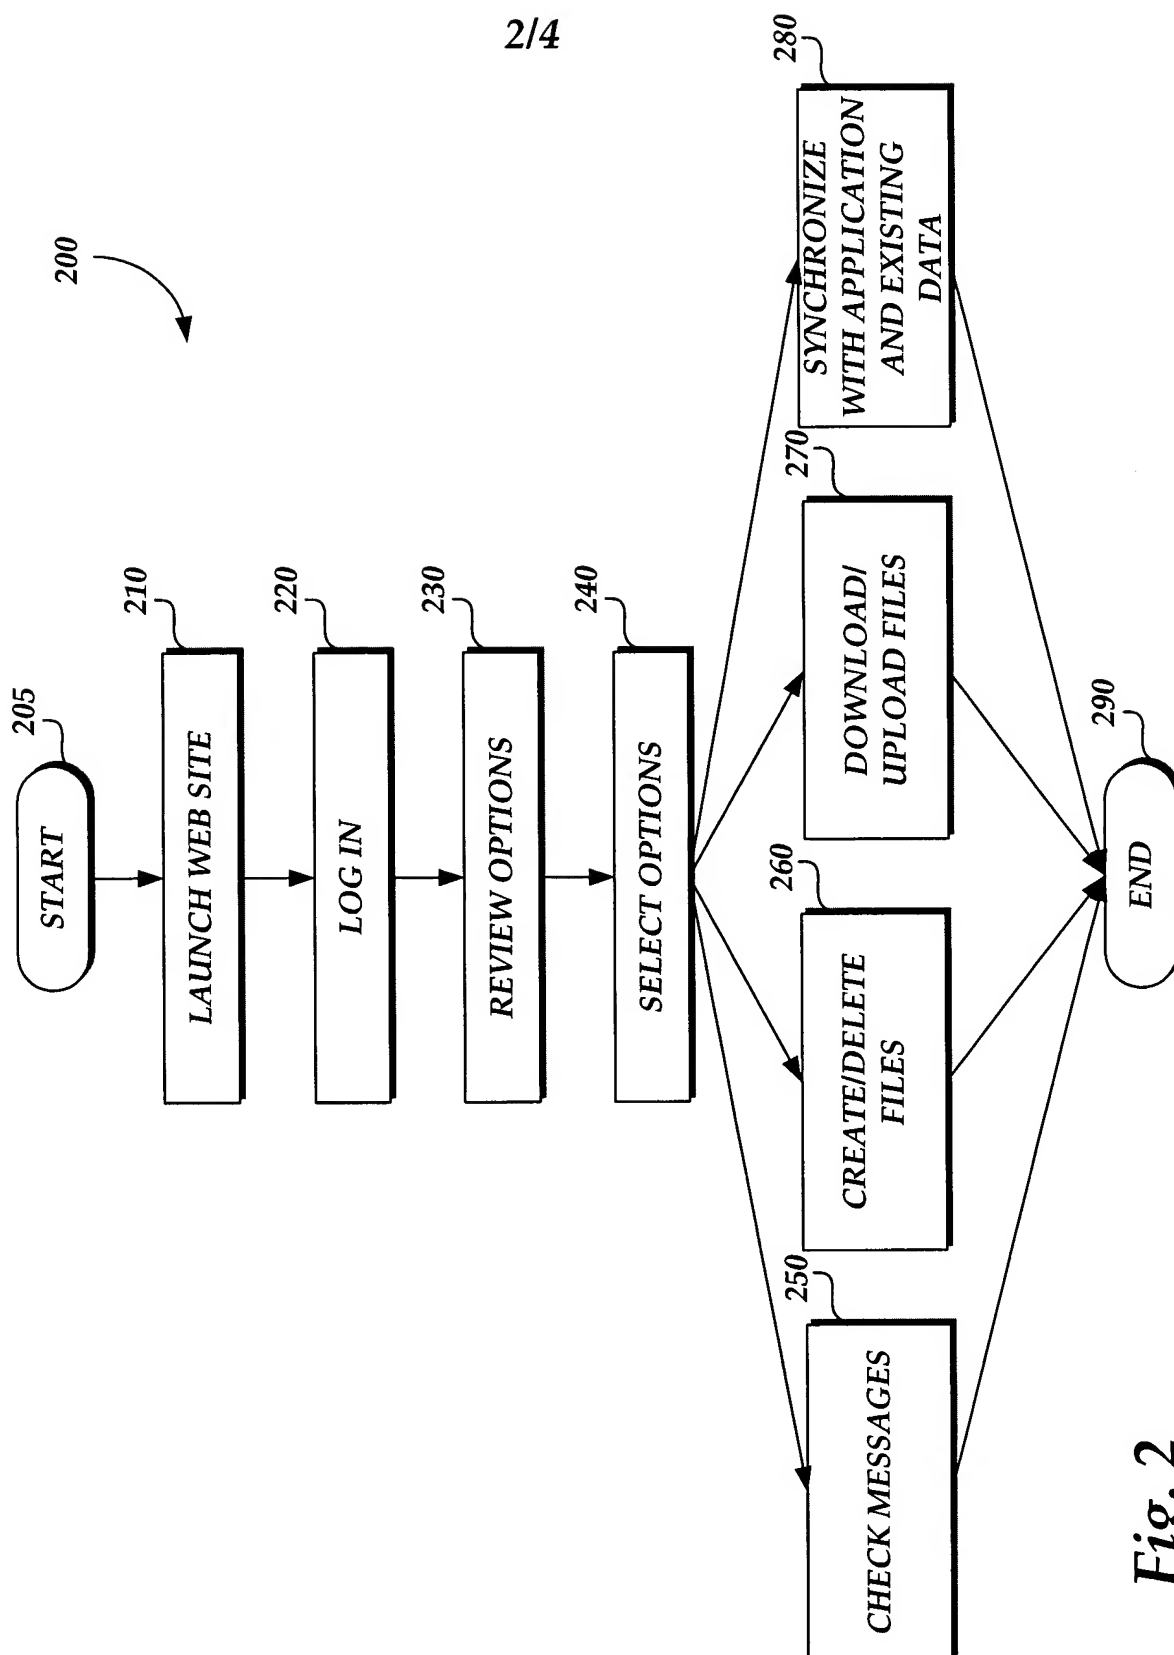 2/4
200
START
205
LAUNCH WEB SITE
210
LOG IN
220
REVIEW OPTIONS
230
SELECT OPTIONS
240
CHECK MESSAGES
250
CREATE/DELETE
FILES
260
DOWNLOAD/
UPLOAD FILES
270
SYNCHRONIZE
WITH APPLICATION
AND EXISTING
DATA
280
END
290
Fig. 2